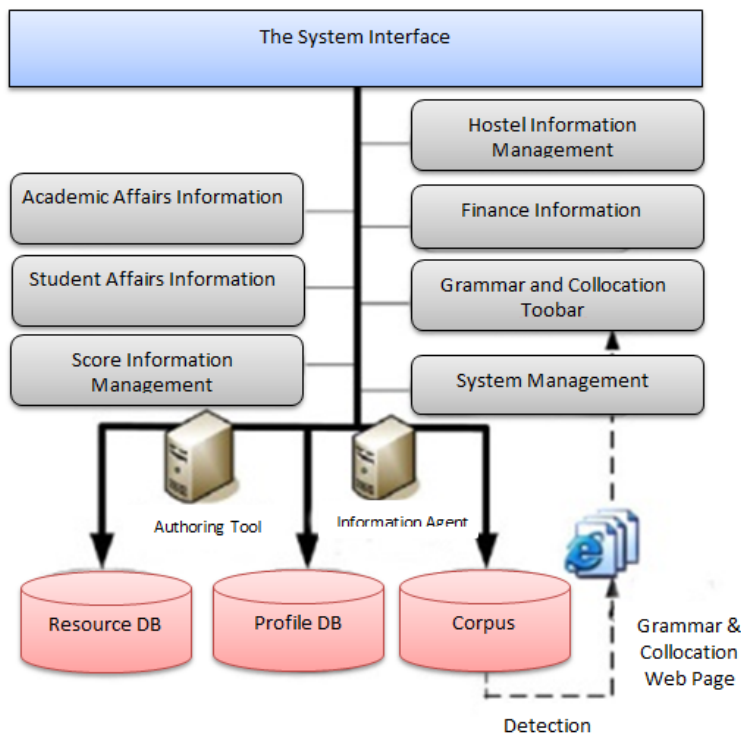 The System Interface
Hostel Information
Management
Academic Affairs Information
Finance Information
Student Affairs Information
Grammar and Collocation
Toobar
Score Information
Management
System Management
Authoring Tool
Information Agent
Resource DB
Profile DB
Corpus
Grammar &
Collocation
Web Page
Detection